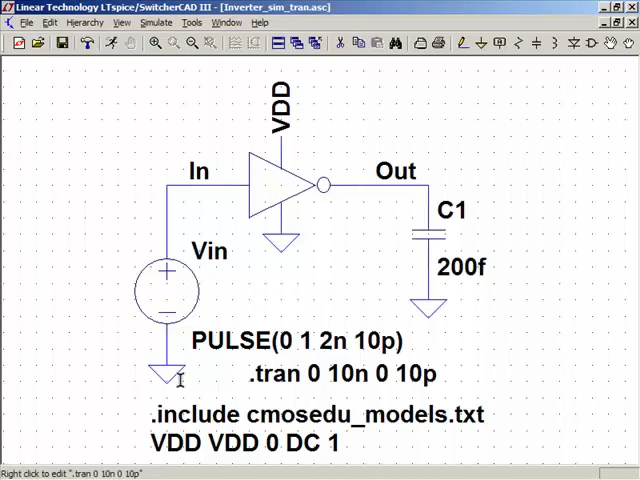 Linear Technology LTspice/SwitcherCAD III - [Inverter_sim_tran.asc]
File Edit Hierarchy View Simulate Tools Window Help
VDD
In
Out
C1
Vin
200f
PULSE(0 1 2n 10p)
.tran 0 10n 0 10p
.include cmosedu_models.txt
VDD VDD 0 DC 1
Right click to edit ".tran 0 10n 0 10p"